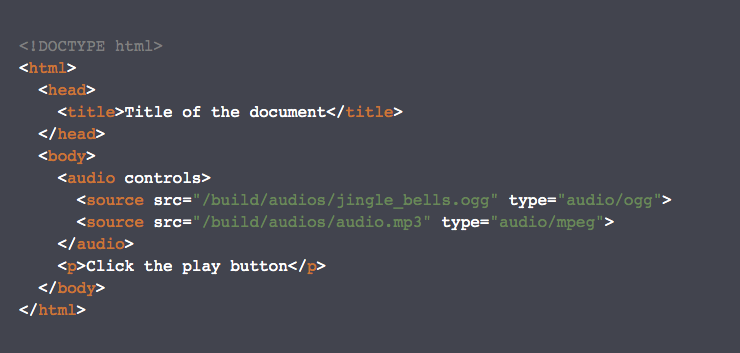 <!DOCTYPE html>
<html>
  <head>
    <title>Title of the document</title>
  </head>
  <body>
    <audio controls>
      <source src="/build/audios/jingle_bells.ogg" type="audio/ogg">
      <source src="/build/audios/audio.mp3" type="audio/mpeg">
    </audio>
    <p>Click the play button</p>
  </body>
</html>